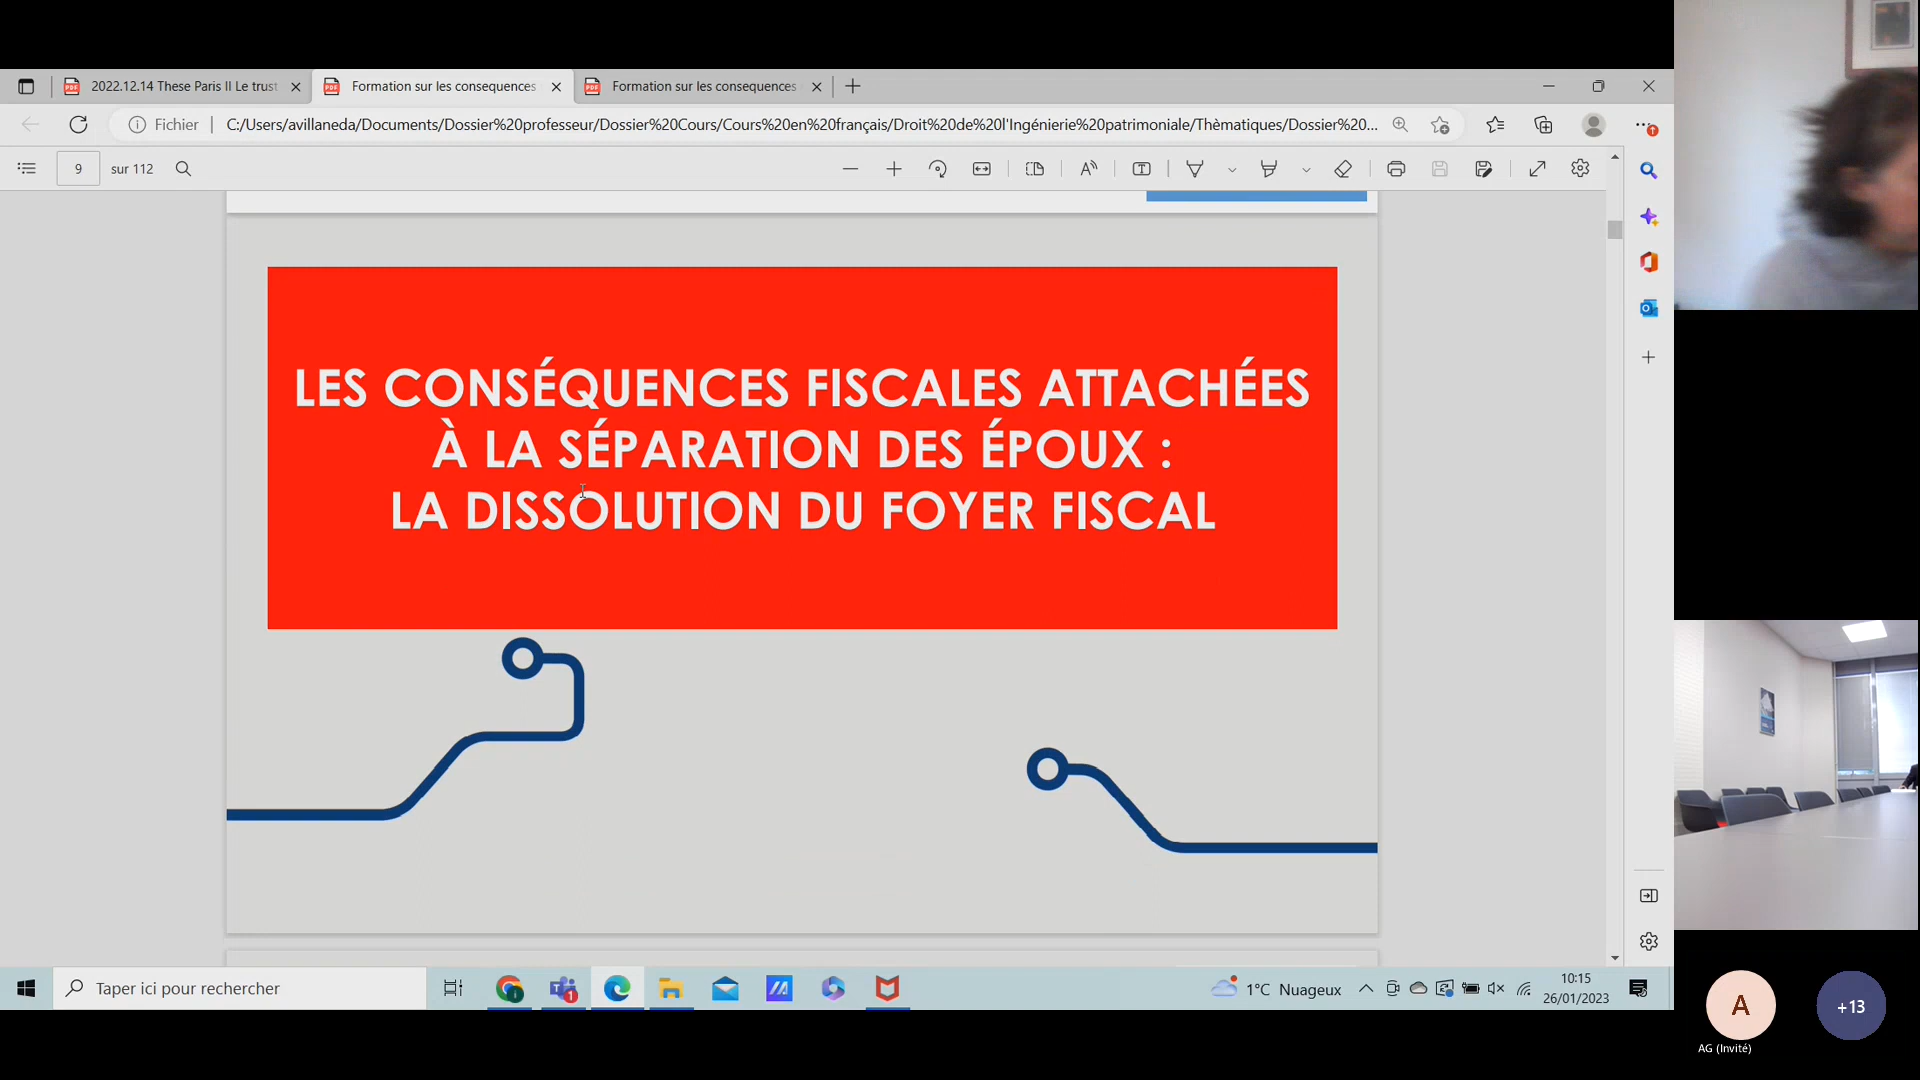 2022.12.14 These Paris II Le trust
Formation sur les consequences
Formation sur les consequences
Fichier
C:/Users/avillaneda/Documents/Dossier%20professeur/Dossier%20Cours/Cours%20en%20français/Droit%20de%20l'Ingénierie%20patrimoniale/Thèmatiques/Dossier%20...
9
sur 112
LES CONSÉQUENCES FISCALES ATTACHÉES
À LA SÉPARATION DES ÉPOUX :
LA DISSOLUTION DU FOYER FISCAL
Taper ici pour rechercher
1
1°C Nuageux
10:15
26/01/2023
A
+13
AG (Invité)